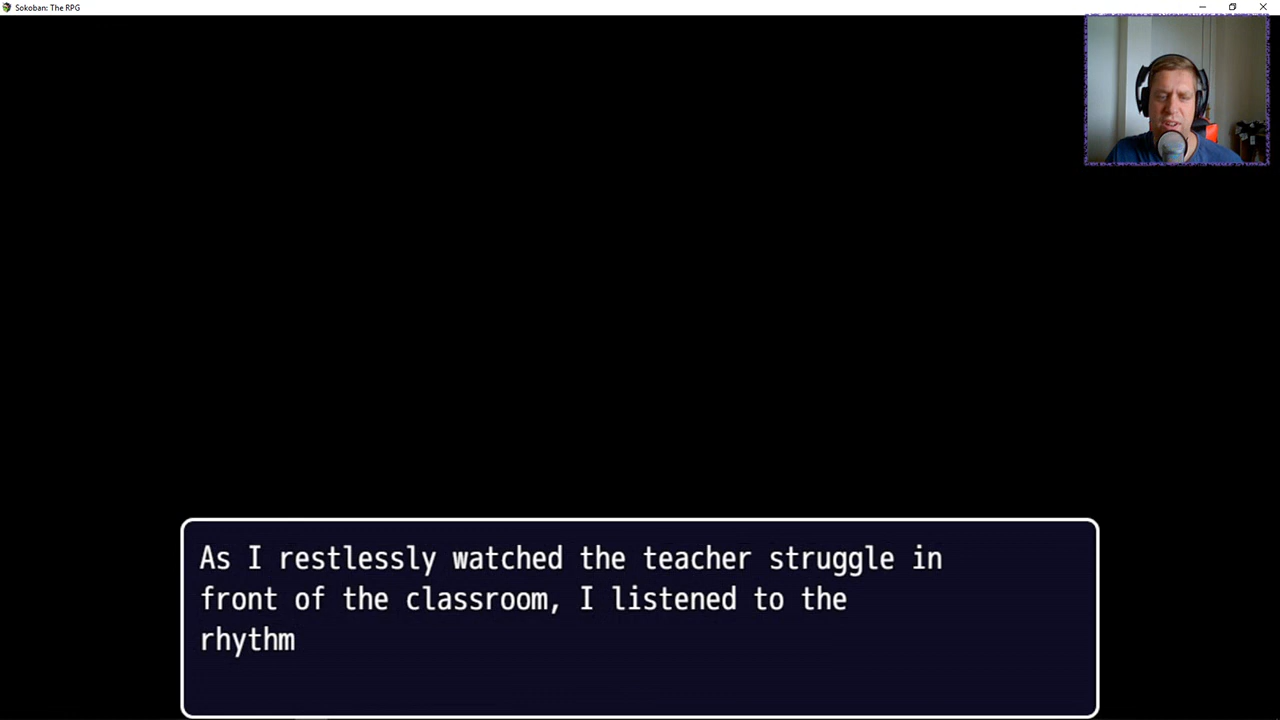 Sokoban: The RPG
As I restlessly watched the teacher struggle in
front of the classroom, I listened to the
rhythm